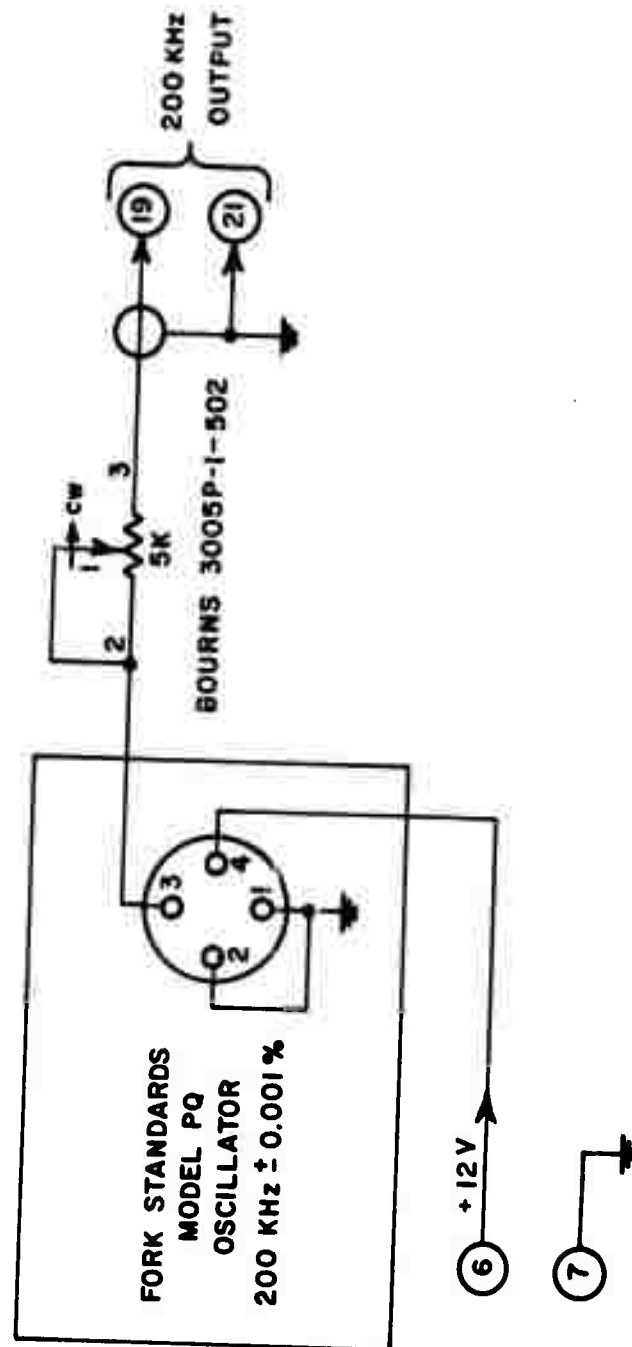 FORK STANDARDS
MODEL PQ
OSCILLATOR
200 KHz ± 0.001%
3
4
2
1
2
1
CW
3
5K
BOURNS 3005P-1-502
19
21
200 KHz
OUTPUT
6
+12V
7